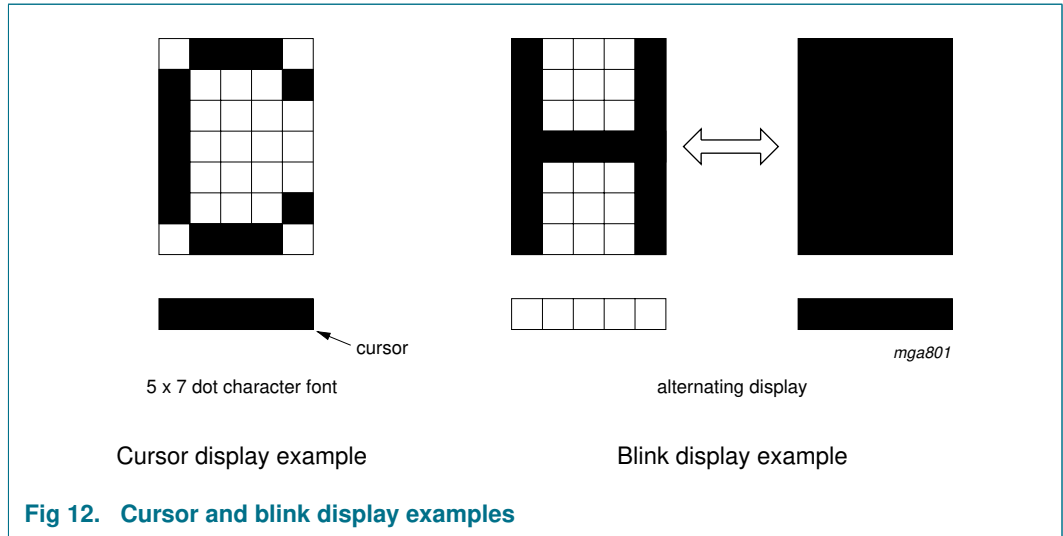 cursor
mga801
5 x 7 dot character font
alternating display
Cursor display example
Blink display example
Fig 12. Cursor and blink display examples